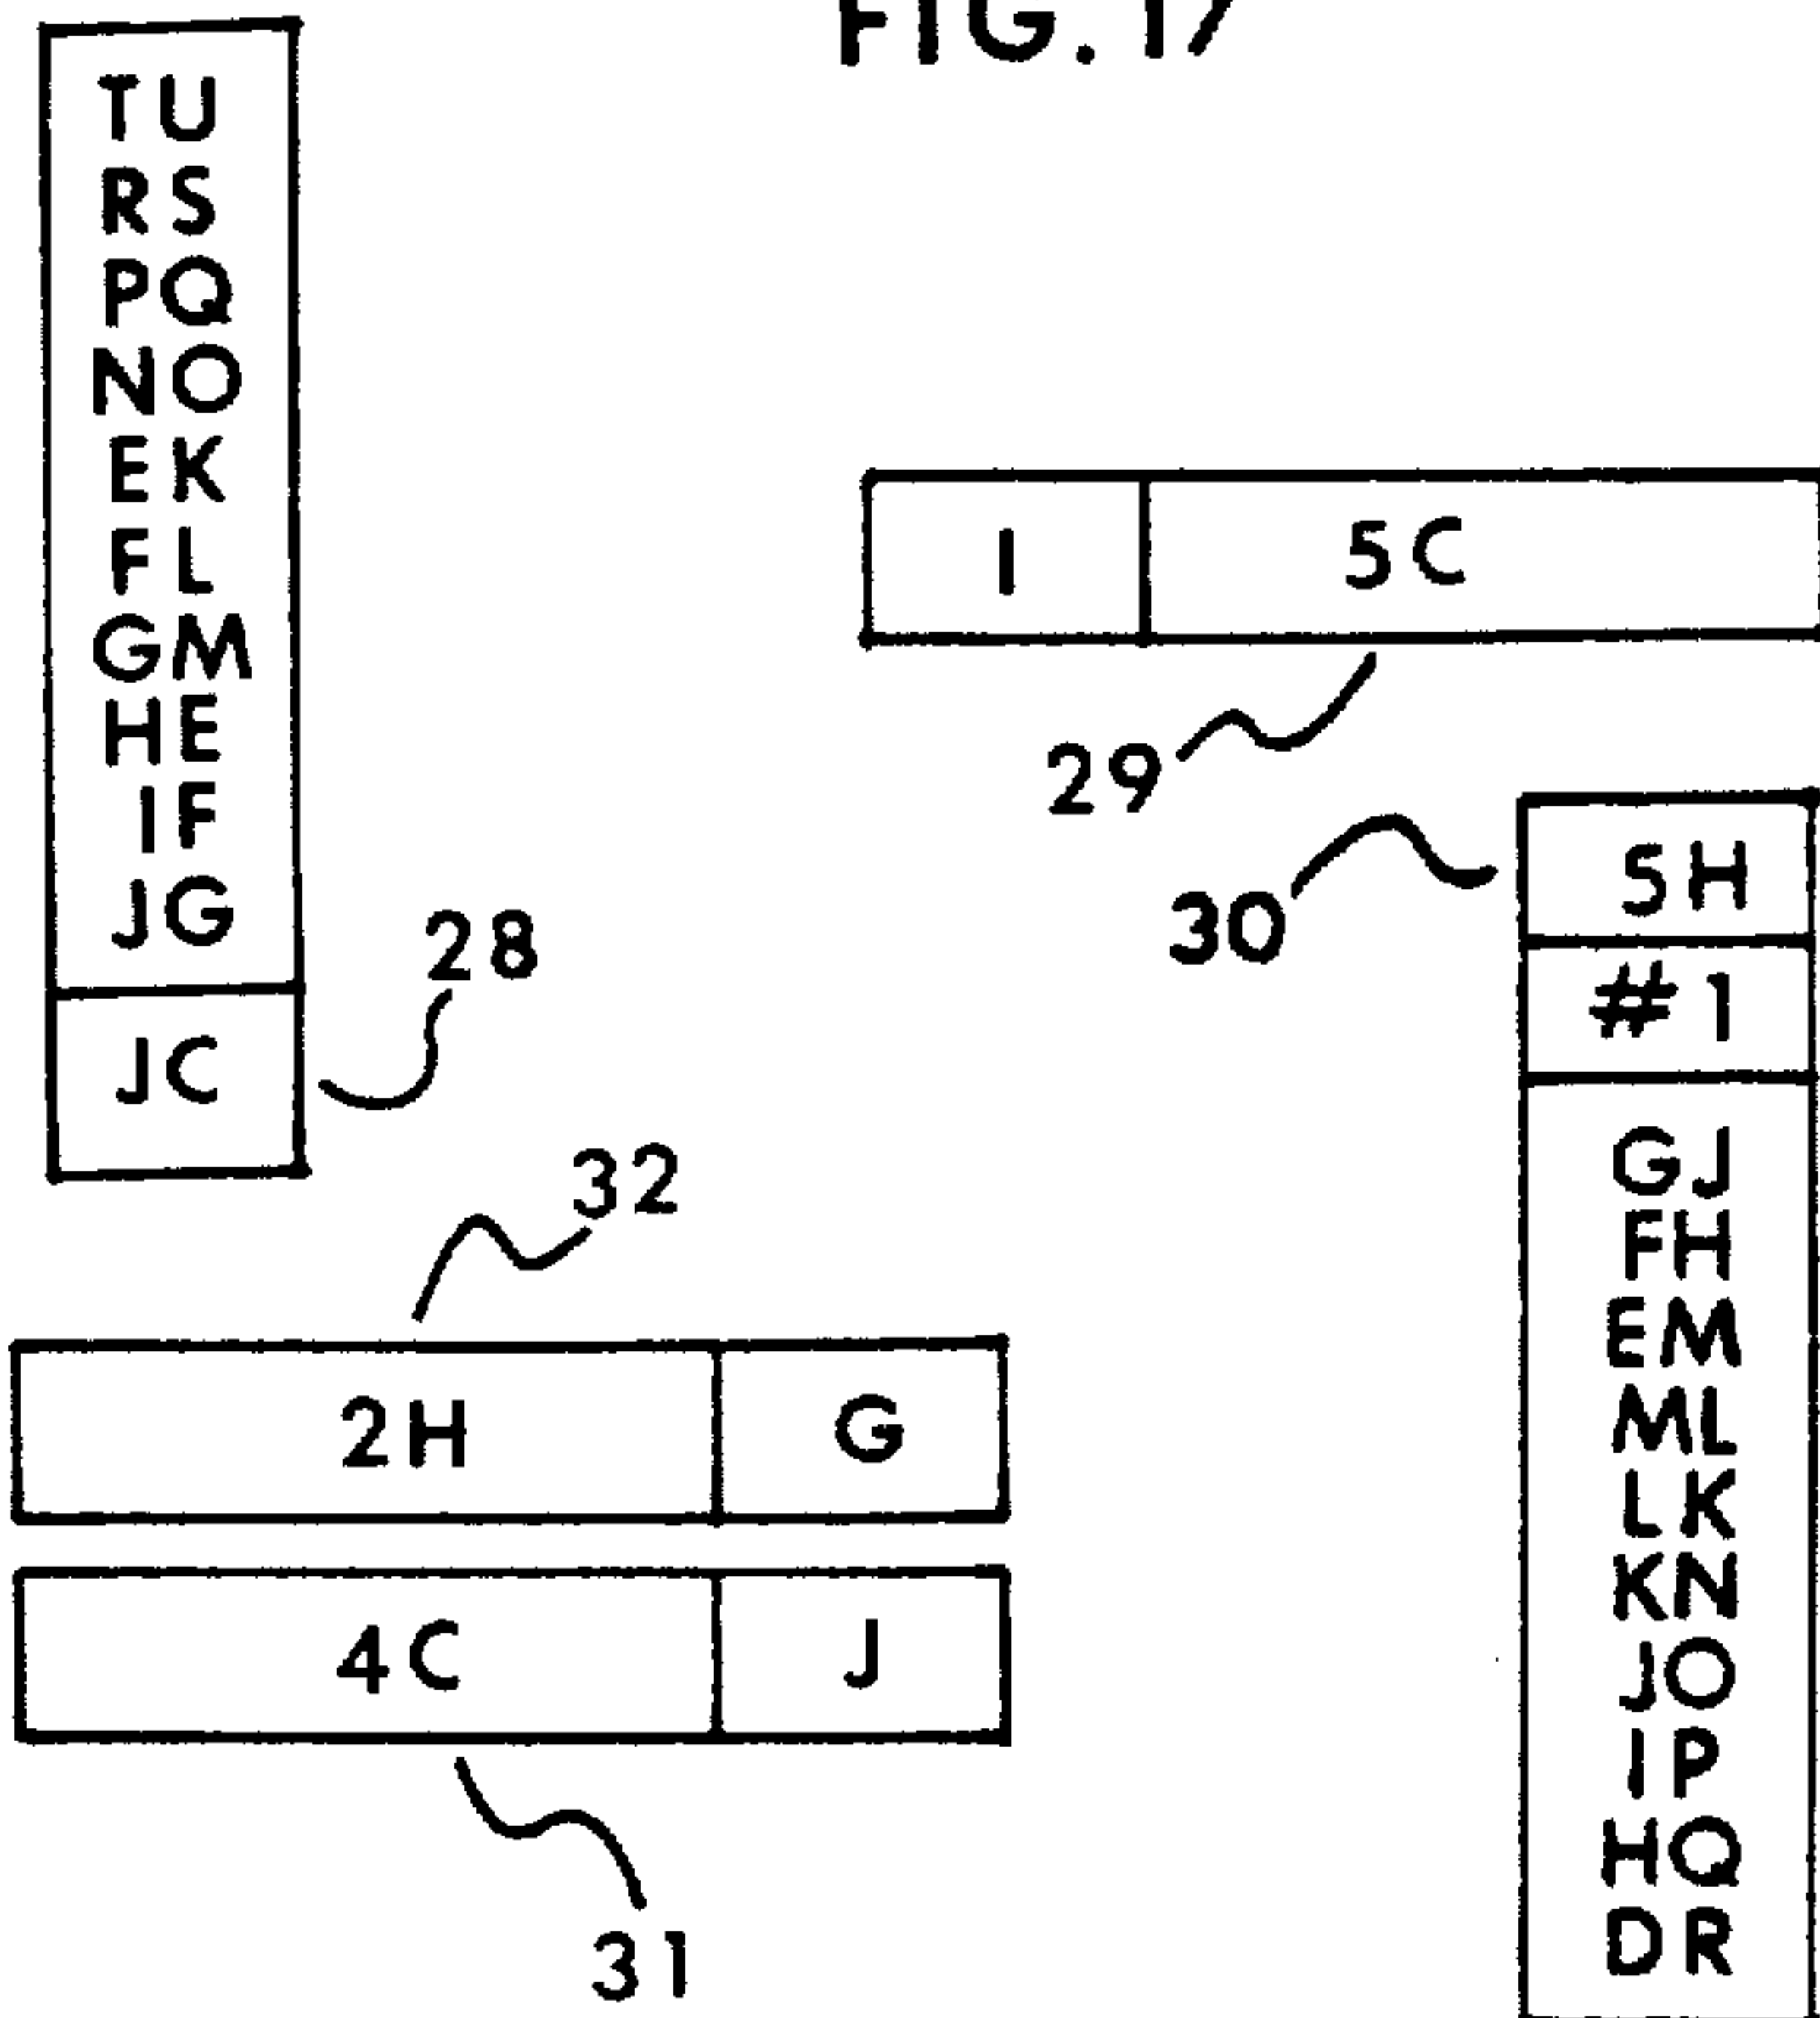 FIG. 17
TU
RS
PQ
NO
EK
FL
GM
HE
IF
JG
JC
28
I 5C
29
30
5H
#1
GJ
FH
EM
ML
LK
KN
JO
IP
HQ
DR
32
2H G
4C J
31